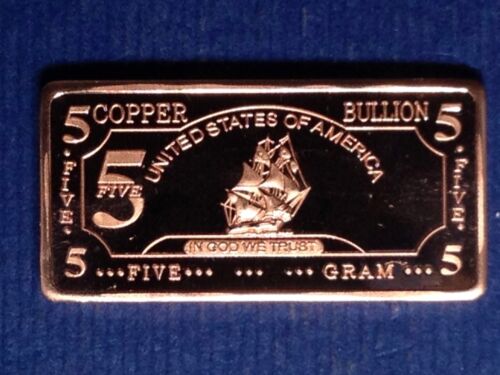 5 COPPER BULLION 5
UNITED STATES OF AMERICA
· FIVE ·
5
FIVE
· FIVE ·
IN GOD WE TRUST
5 ... FIVE ... ... ... GRAM ... 5